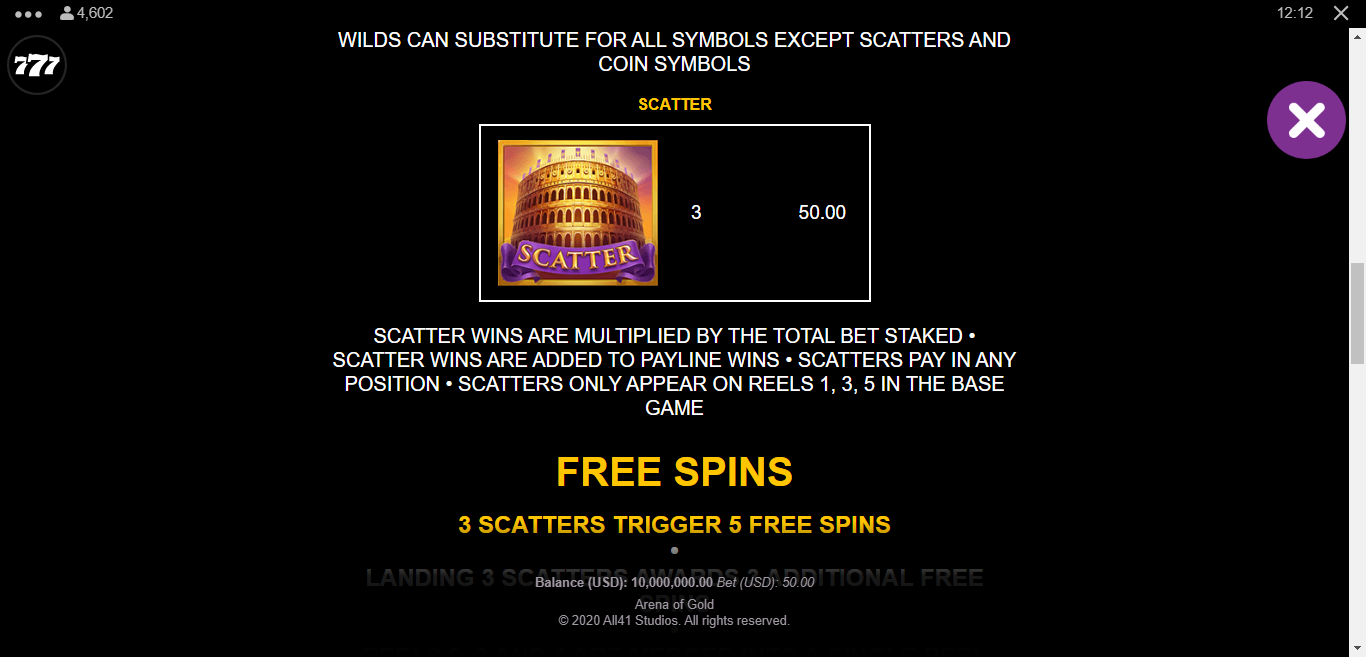 4,602
12:12
777
WILDS CAN SUBSTITUTE FOR ALL SYMBOLS EXCEPT SCATTERS AND
COIN SYMBOLS
SCATTER
SCATTER
3 50.00
SCATTER WINS ARE MULTIPLIED BY THE TOTAL BET STAKED •
SCATTER WINS ARE ADDED TO PAYLINE WINS • SCATTERS PAY IN ANY
POSITION • SCATTERS ONLY APPEAR ON REELS 1, 3, 5 IN THE BASE
GAME
FREE SPINS
3 SCATTERS TRIGGER 5 FREE SPINS
•
LANDING 3 SCATTERS AWARDS 3 ADDITIONAL FREE
SPINS
Balance (USD): 10,000,000.00 Bet (USD): 50.00
Arena of Gold
© 2020 All41 Studios. All rights reserved.